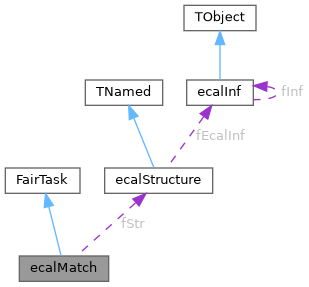 TObject
TNamed
ecalInf
fInf
fEcalInf
FairTask
ecalStructure
fStr
ecalMatch